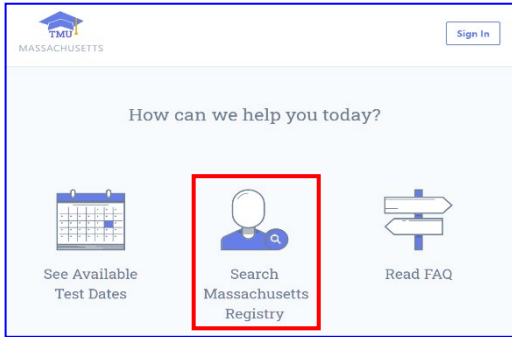 TMU
MASSACHUSETTS
Sign In
How can we help you today?
See Available
Test Dates
Search
Massachusetts
Registry
Read FAQ